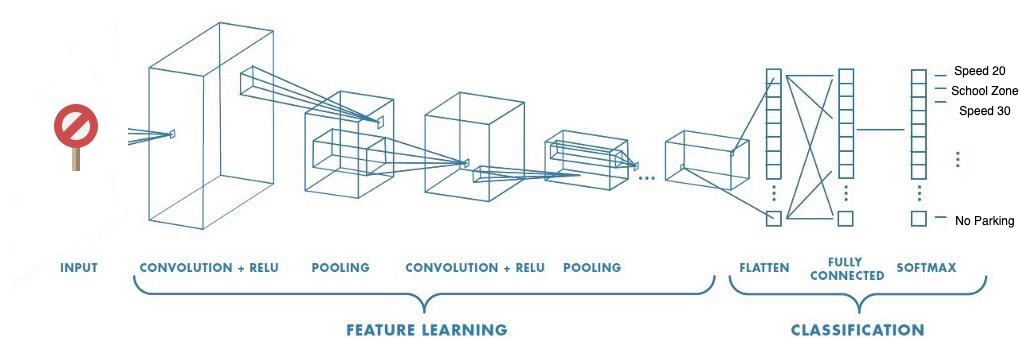 Speed 20
School Zone
Speed 30
No Parking
INPUT
CONVOLUTION + RELU
POOLING
CONVOLUTION + RELU
POOLING
FLATTEN
FULLY
CONNECTED
SOFTMAX
FEATURE LEARNING
CLASSIFICATION